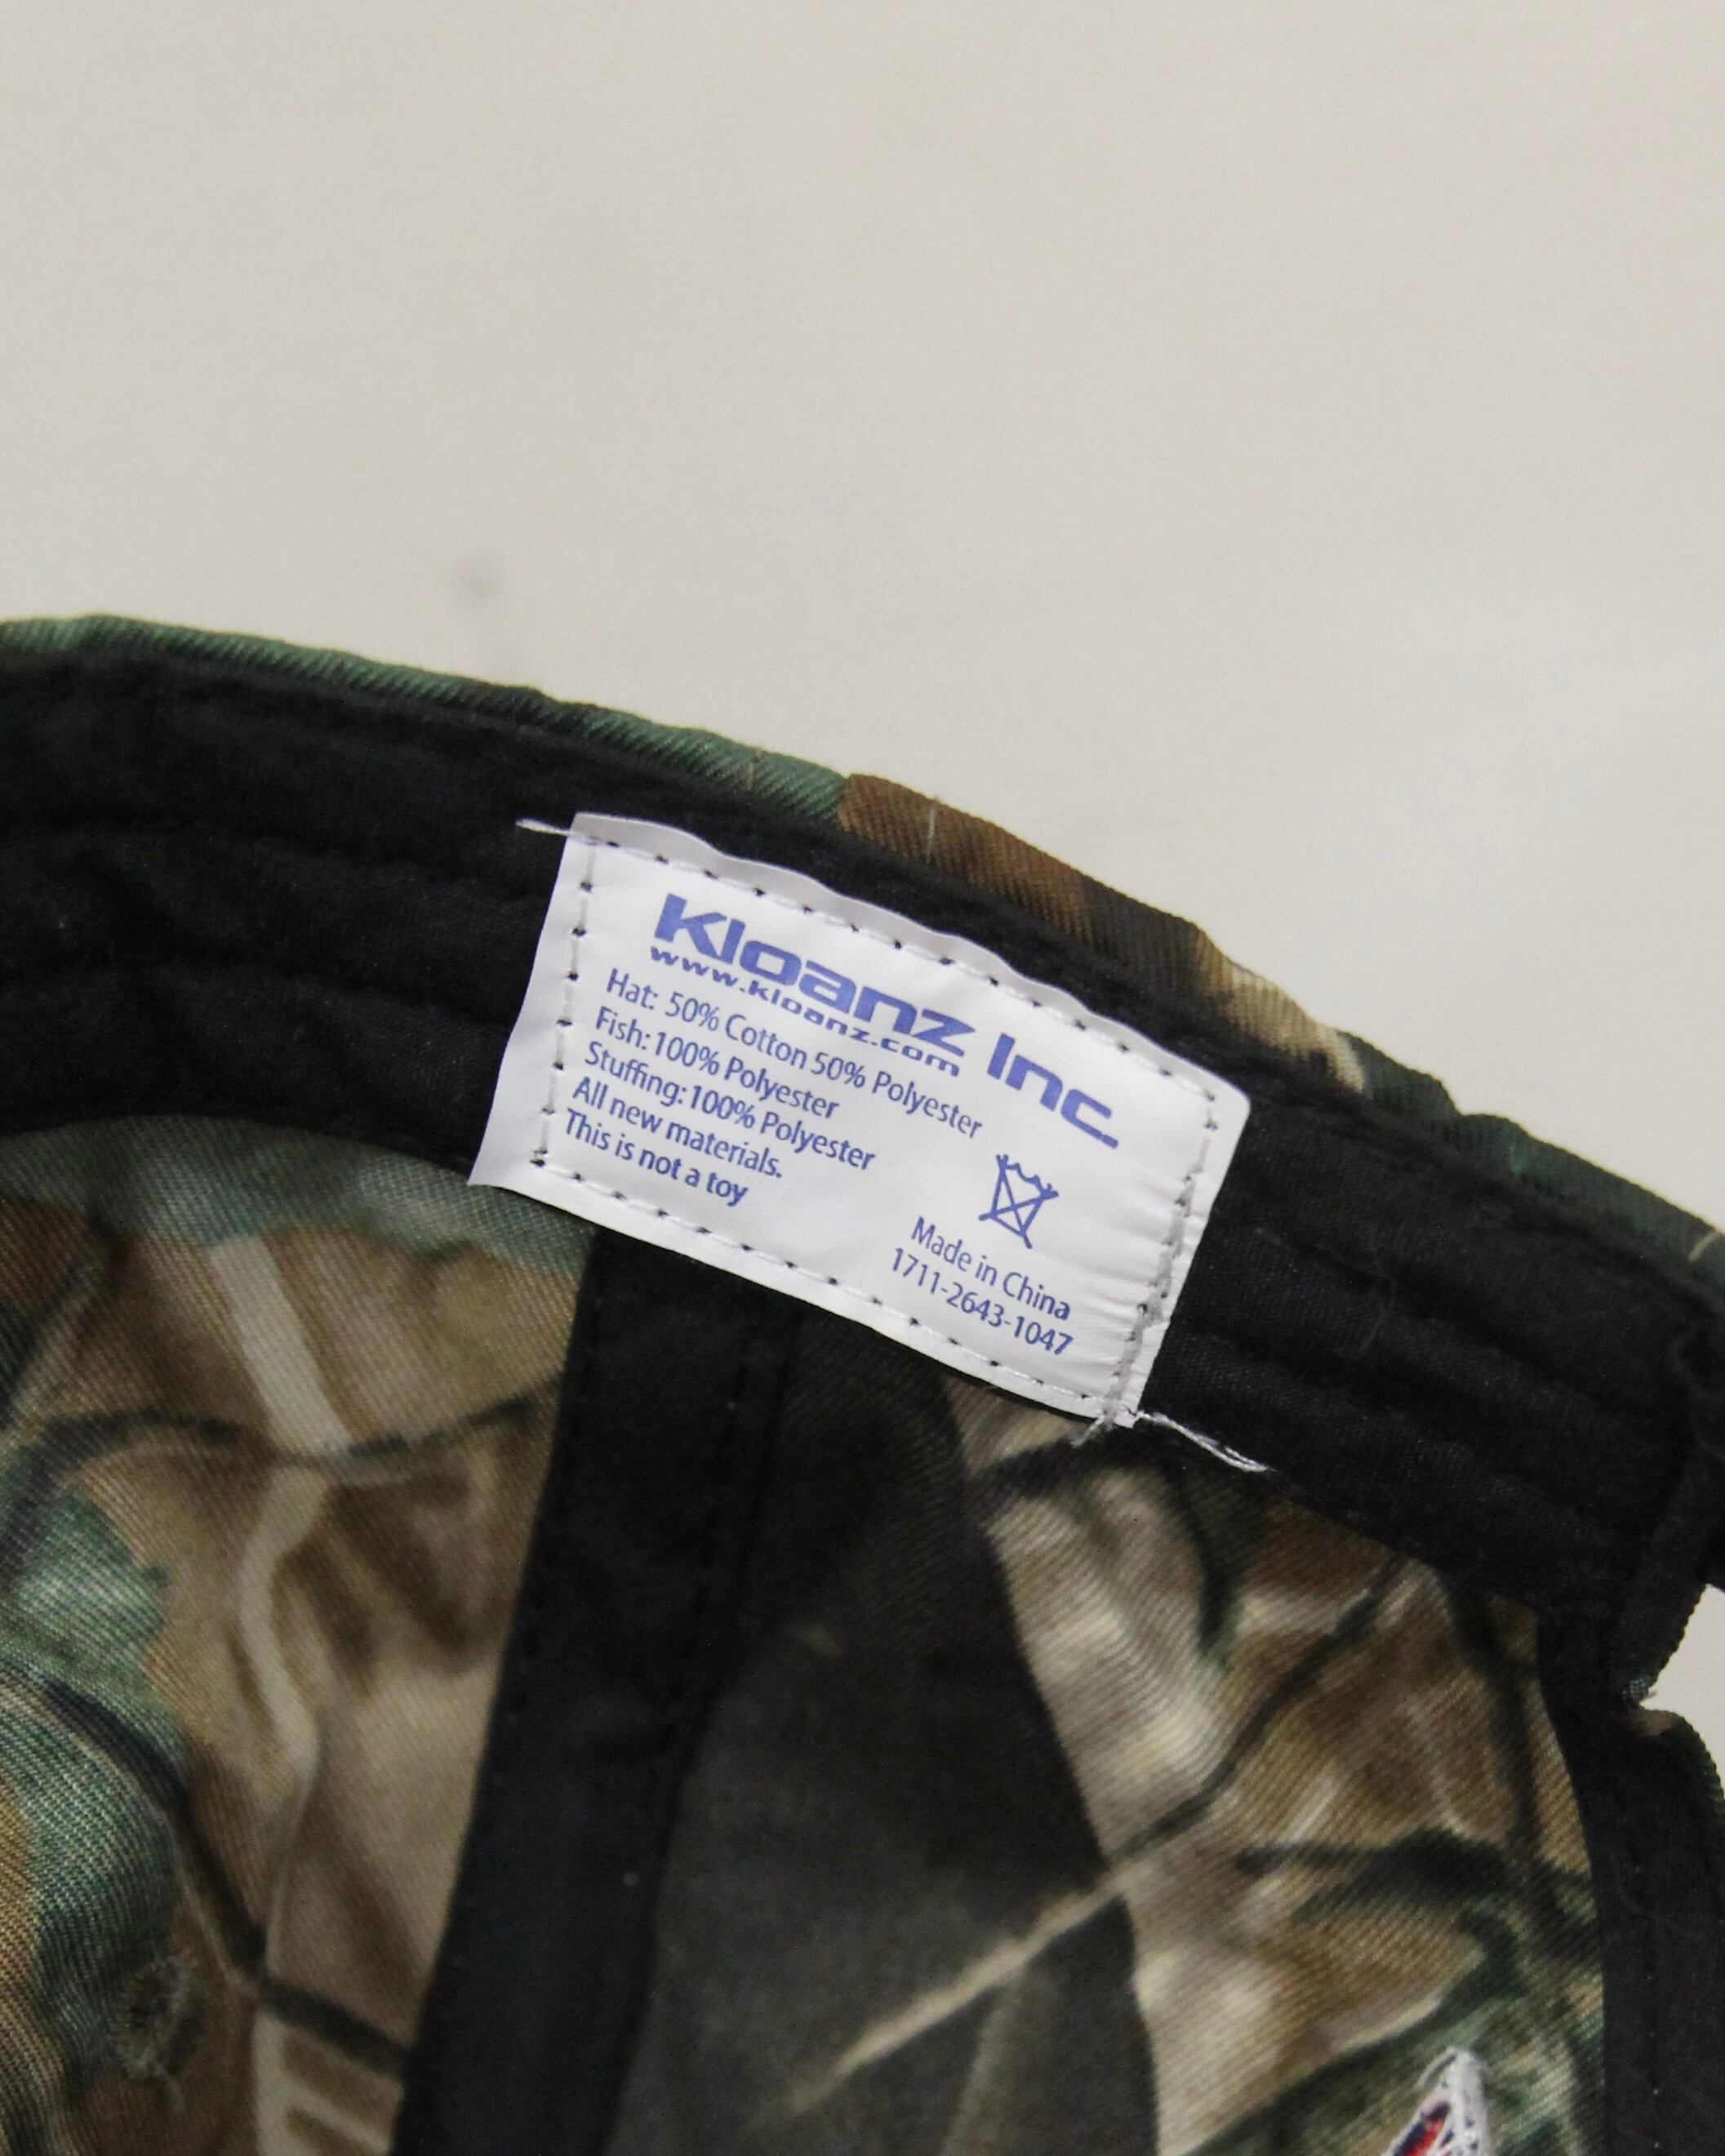 Kloanz Inc.
www.kloanz.com
Hat: 50% Cotton 50% Polyester
Fish:100% Polyester
Stuffing:100% Polyester
All new materials.
This is not a toy
Made in China
1711-2643-1047